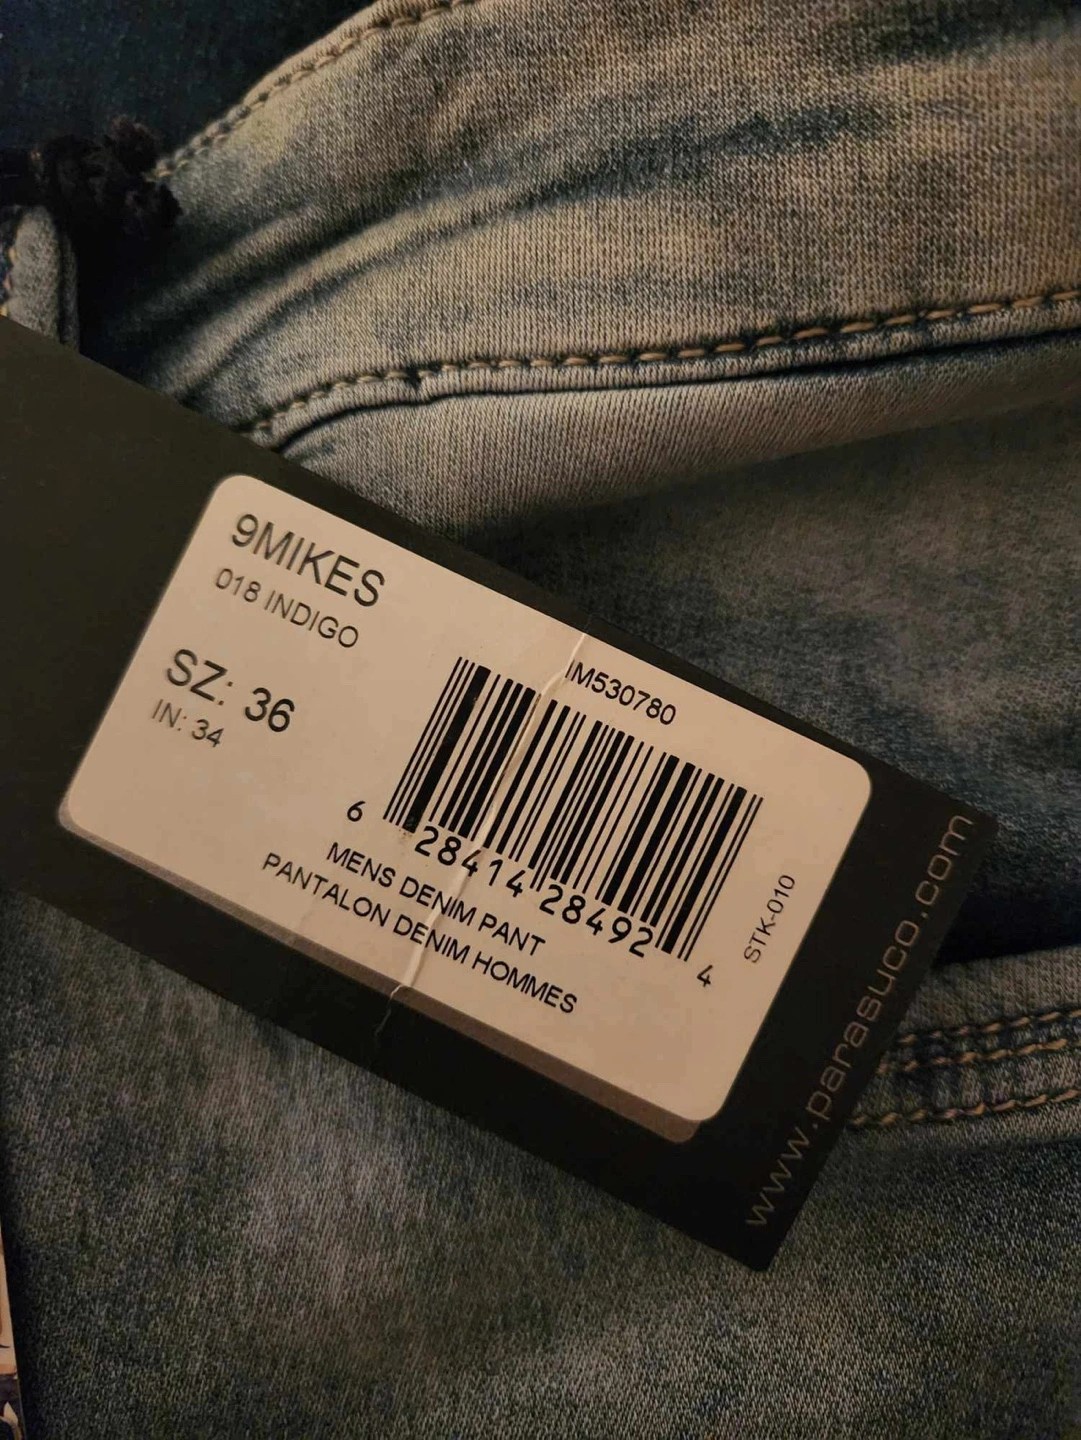 9MIKES
018 INDIGO
SZ: 36
IN: 34
IM530780
6 28414 28492 4
MENS DENIM PANT
PANTALON DENIM HOMMES
STK-010
www.parasuco.com